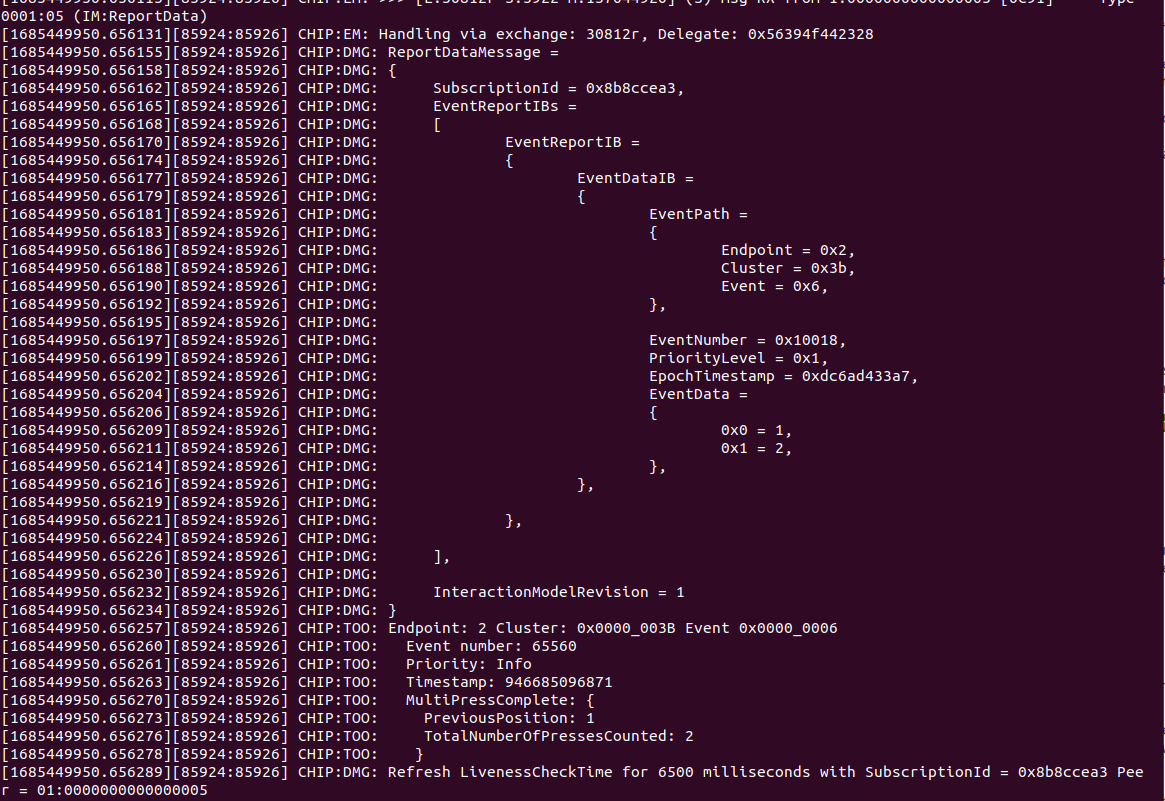 0001:05 (IM:ReportData)
[1685449950.656131][85924:85926] CHIP:EM: Handling via exchange: 30812r, Delegate: 0x56394f442328
[1685449950.656155][85924:85926] CHIP:DMG: ReportDataMessage =
[1685449950.656158][85924:85926] CHIP:DMG: {
[1685449950.656162][85924:85926] CHIP:DMG: SubscriptionId = 0x8b8ccea3,
[1685449950.656165][85924:85926] CHIP:DMG: EventReportIBs =
[1685449950.656168][85924:85926] CHIP:DMG: [
[1685449950.656170][85924:85926] CHIP:DMG: EventReportIB =
[1685449950.656174][85924:85926] CHIP:DMG: {
[1685449950.656177][85924:85926] CHIP:DMG: EventDataIB =
[1685449950.656179][85924:85926] CHIP:DMG: {
[1685449950.656181][85924:85926] CHIP:DMG: EventPath =
[1685449950.656183][85924:85926] CHIP:DMG: {
[1685449950.656186][85924:85926] CHIP:DMG: Endpoint = 0x2,
[1685449950.656188][85924:85926] CHIP:DMG: Cluster = 0x3b,
[1685449950.656190][85924:85926] CHIP:DMG: Event = 0x6,
[1685449950.656192][85924:85926] CHIP:DMG: },
[1685449950.656195][85924:85926] CHIP:DMG:
[1685449950.656197][85924:85926] CHIP:DMG: EventNumber = 0x10018,
[1685449950.656199][85924:85926] CHIP:DMG: PriorityLevel = 0x1,
[1685449950.656202][85924:85926] CHIP:DMG: EpochTimestamp = 0xdc6ad433a7,
[1685449950.656204][85924:85926] CHIP:DMG: EventData =
[1685449950.656206][85924:85926] CHIP:DMG: {
[1685449950.656209][85924:85926] CHIP:DMG: 0x0 = 1,
[1685449950.656211][85924:85926] CHIP:DMG: 0x1 = 2,
[1685449950.656214][85924:85926] CHIP:DMG: },
[1685449950.656216][85924:85926] CHIP:DMG: },
[1685449950.656219][85924:85926] CHIP:DMG:
[1685449950.656221][85924:85926] CHIP:DMG: },
[1685449950.656224][85924:85926] CHIP:DMG:
[1685449950.656226][85924:85926] CHIP:DMG: ],
[1685449950.656230][85924:85926] CHIP:DMG:
[1685449950.656232][85924:85926] CHIP:DMG: InteractionModelRevision = 1
[1685449950.656234][85924:85926] CHIP:DMG: }
[1685449950.656257][85924:85926] CHIP:TOO: Endpoint: 2 Cluster: 0x0000_003B Event 0x0000_0006
[1685449950.656260][85924:85926] CHIP:TOO: Event number: 65560
[1685449950.656261][85924:85926] CHIP:TOO: Priority: Info
[1685449950.656263][85924:85926] CHIP:TOO: Timestamp: 946685096871
[1685449950.656270][85924:85926] CHIP:TOO: MultiPressComplete: {
[1685449950.656273][85924:85926] CHIP:TOO: PreviousPosition: 1
[1685449950.656276][85924:85926] CHIP:TOO: TotalNumberOfPressesCounted: 2
[1685449950.656278][85924:85926] CHIP:TOO: }
[1685449950.656289][85924:85926] CHIP:DMG: Refresh LivenessCheckTime for 6500 milliseconds with SubscriptionId = 0x8b8ccea3 Pee
r = 01:0000000000000005